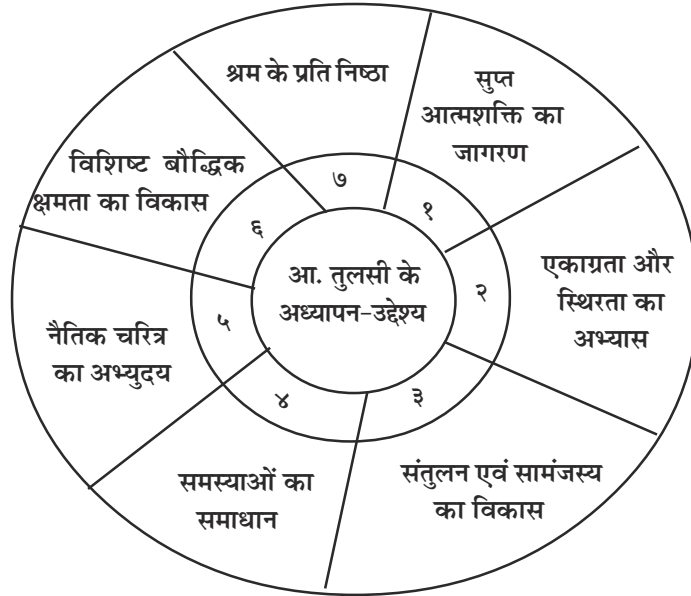 आ. तुलसी के
अध्यापन-उद्देश्य
१
सुप्त
आत्मशक्ति का
जागरण
२
एकाग्रता और
स्थिरता का
अभ्यास
३
संतुलन एवं सामंजस्य
का विकास
४
समस्याओं का
समाधान
५
नैतिक चरित्र
का अभ्युदय
६
विशिष्ट बौद्धिक
क्षमता का विकास
७
श्रम के प्रति निष्ठा